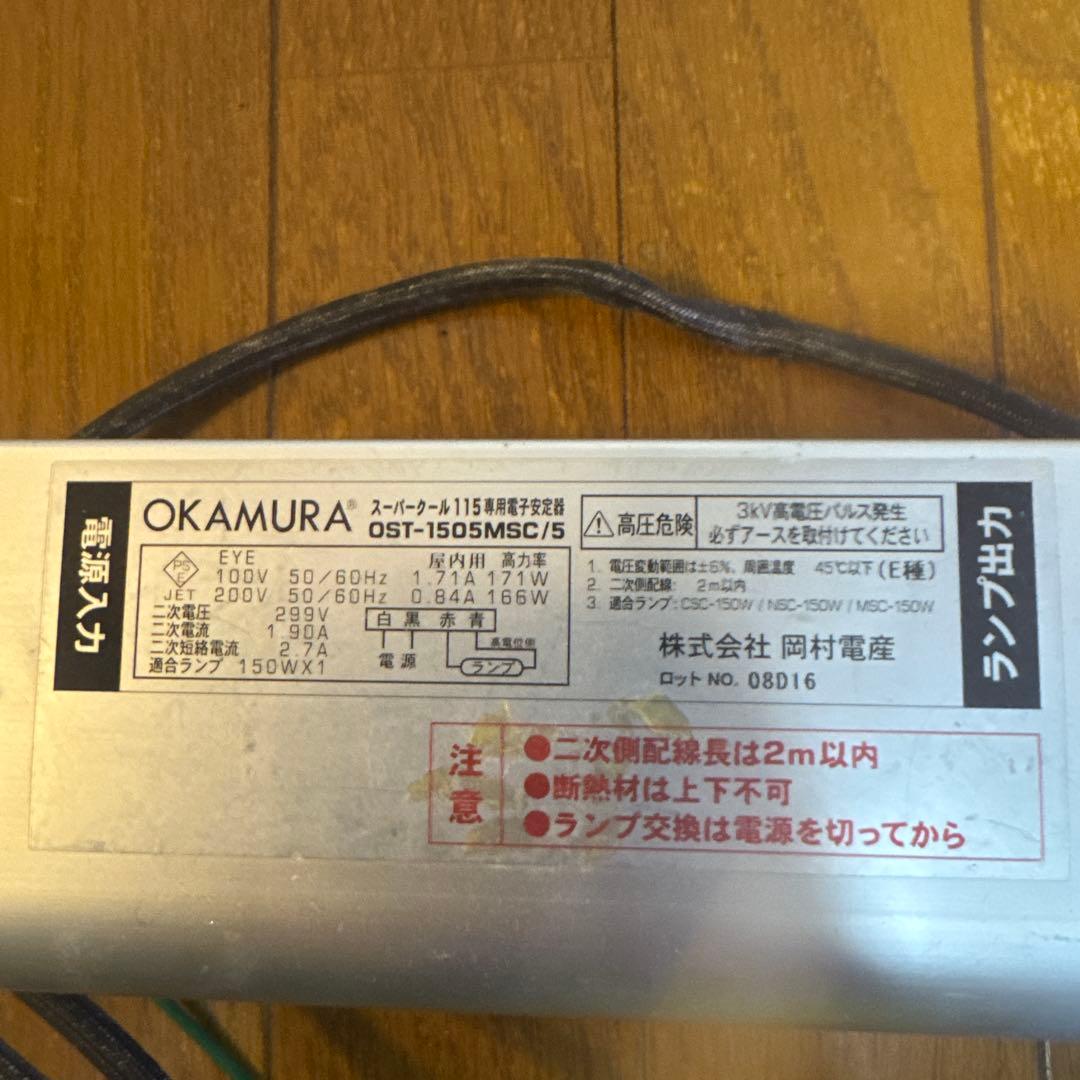 電源入力
OKAMURA® スーパークール115専用電子安定器
OST-1505MSC/5
PSE JET
EYE 屋内用 高力率
100V 50/60Hz 1.71A 171W
200V 50/60Hz 0.84A 166W
二次電圧 299V
二次電流 1.90A
二次短絡電流 2.7A
適合ランプ 150WX1
白 黒 赤 青
電源
高電位側
ランプ
高圧危険
3kV高電圧パルス発生
必ずアースを取付けてください
1. 電圧変動範囲は±6%、周囲温度 45℃以下(E種)
2. 二次側配線: 2m以内
3. 適合ランプ:CSC-150W / NSC-150W / MSC-150W
株式会社 岡村電産
ロット NO. 08D16
ランプ出力
注意
●二次側配線長は2m以内
●断熱材は上下不可
●ランプ交換は電源を切ってから